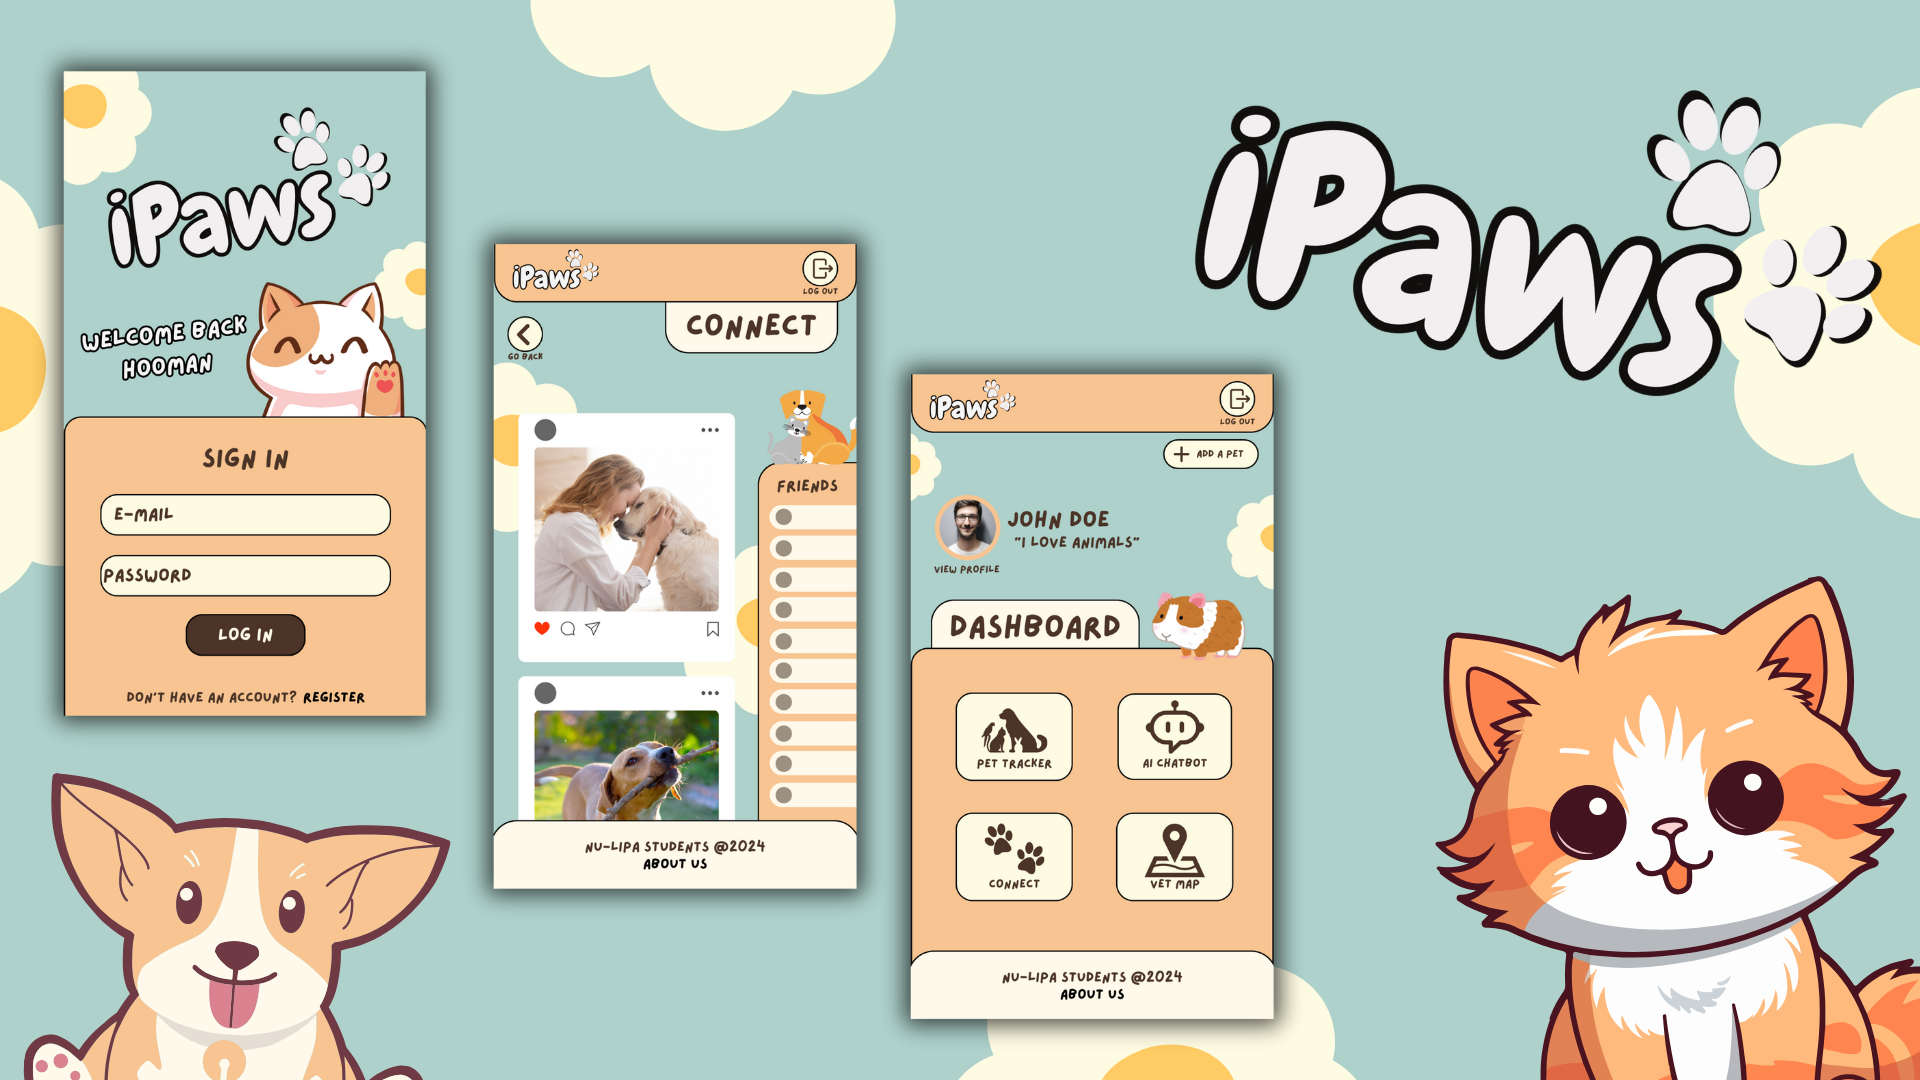 iPaws
WELCOME BACK
HOOMAN
SIGN IN
E-MAIL
PASSWORD
LOG IN
DON'T HAVE AN ACCOUNT? REGISTER
iPaws
LOG OUT
CONNECT
GO BACK
FRIENDS
NU-LIPA STUDENTS @2024
ABOUT US
iPaws
LOG OUT
+ ADD A PET
JOHN DOE
"I LOVE ANIMALS"
VIEW PROFILE
DASHBOARD
PET TRACKER
AI CHATBOT
CONNECT
VET MAP
NU-LIPA STUDENTS @2024
ABOUT US
iPaws